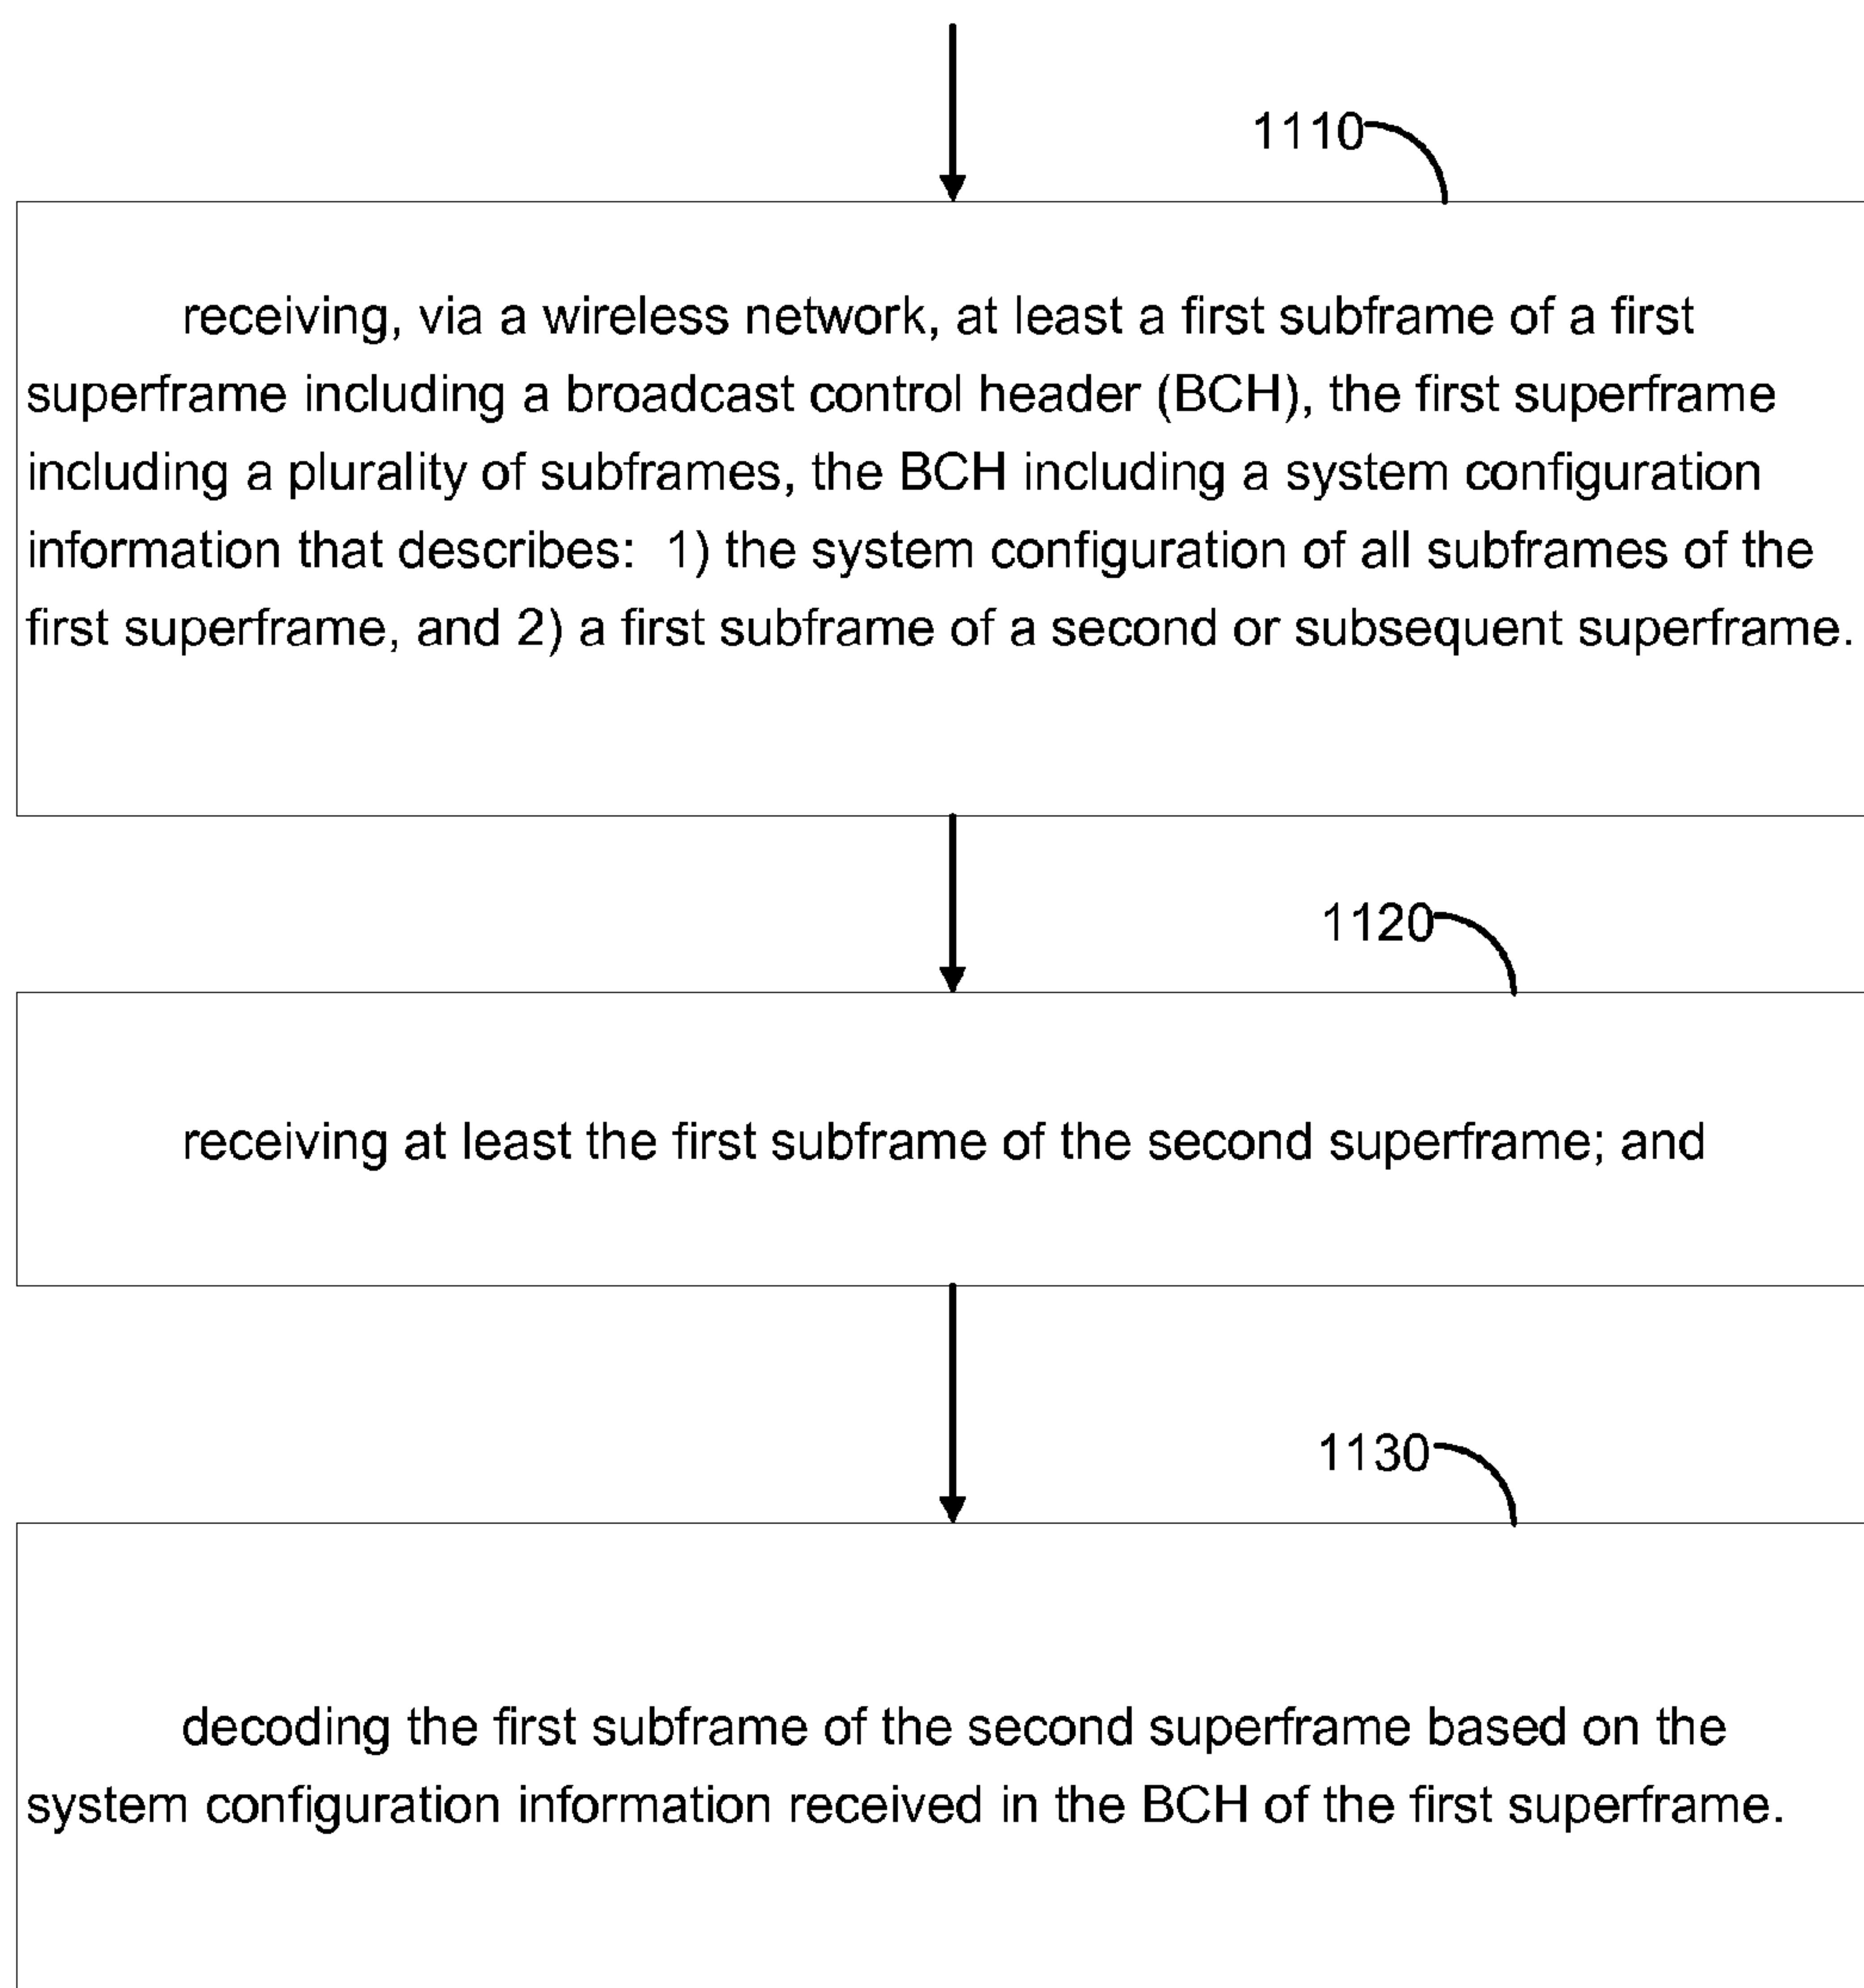 1110
receiving, via a wireless network, at least a first subframe of a first
superframe including a broadcast control header (BCH), the first superframe
including a plurality of subframes, the BCH including a system configuration
information that describes:  1) the system configuration of all subframes of the
first superframe, and 2) a first subframe of a second or subsequent superframe.
1120
receiving at least the first subframe of the second superframe; and
1130
decoding the first subframe of the second superframe based on the
system configuration information received in the BCH of the first superframe.